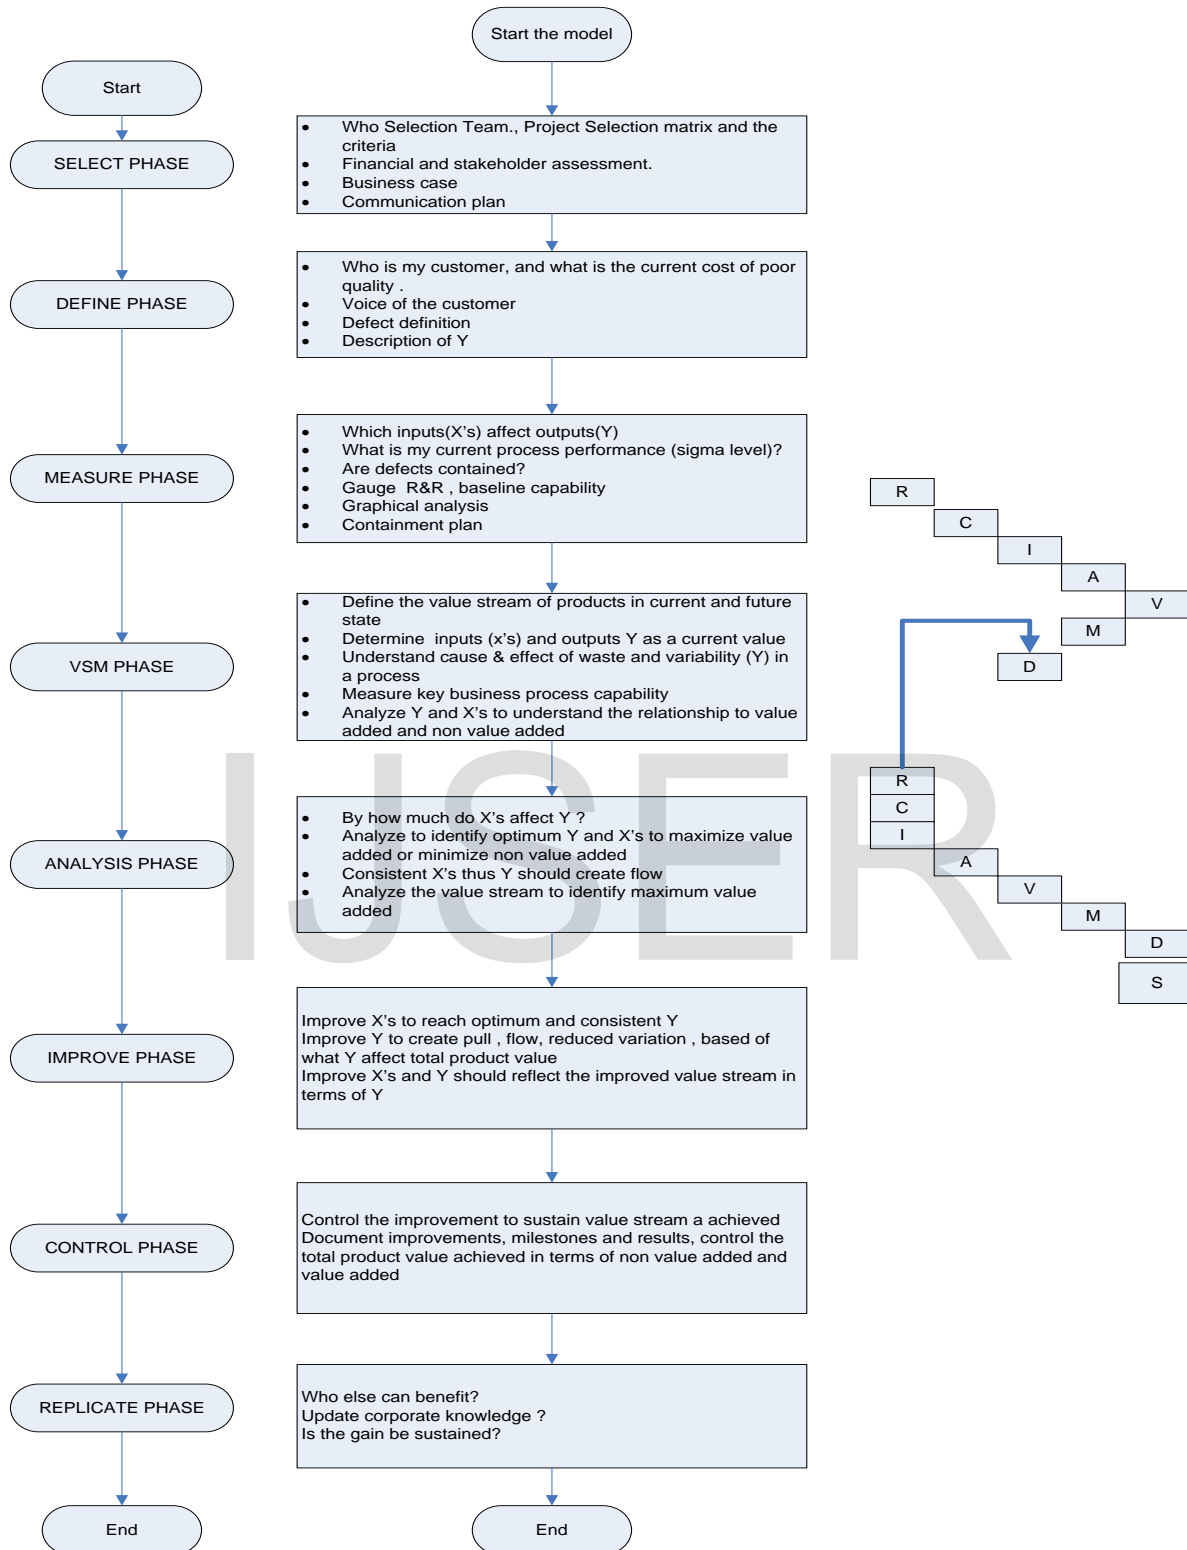 Start
SELECT PHASE
DEFINE PHASE
MEASURE PHASE
VSM PHASE
ANALYSIS PHASE
IMPROVE PHASE
CONTROL PHASE
REPLICATE PHASE
End
Start the model
• Who Selection Team., Project Selection matrix and the
criteria
• Financial and stakeholder assessment.
• Business case
• Communication plan
• Who is my customer, and what is the current cost of poor
quality .
• Voice of the customer
• Defect definition
• Description of Y
• Which inputs(X's) affect outputs(Y)
• What is my current process performance (sigma level)?
• Are defects contained?
• Gauge R&R , baseline capability
• Graphical analysis
• Containment plan
• Define the value stream of products in current and future
state
• Determine inputs (x's) and outputs Y as a current value
• Understand cause & effect of waste and variability (Y) in
a process
• Measure key business process capability
• Analyze Y and X's to understand the relationship to value
added and non value added
• By how much do X's affect Y ?
• Analyze to identify optimum Y and X's to maximize value
added or minimize non value added
• Consistent X's thus Y should create flow
• Analyze the value stream to identify maximum value
added
Improve X's to reach optimum and consistent Y
Improve Y to create pull , flow, reduced variation , based of
what Y affect total product value
Improve X's and Y should reflect the improved value stream in
terms of Y
Control the improvement to sustain value stream a achieved
Document improvements, milestones and results, control the
total product value achieved in terms of non value added and
value added
Who else can benefit?
Update corporate knowledge ?
Is the gain be sustained?
End
R
C
I
A
V
M
D
R
C
I
A
V
M
D
S
IJSER